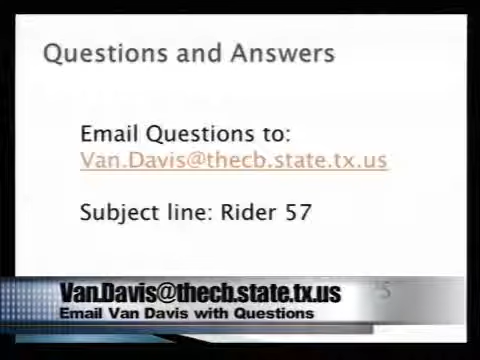 Questions and Answers
Email Questions to:
Van.Davis@thecb.state.tx.us
Subject line: Rider 57
Van.Davis@thecb.state.tx.us
Email Van Davis with Questions